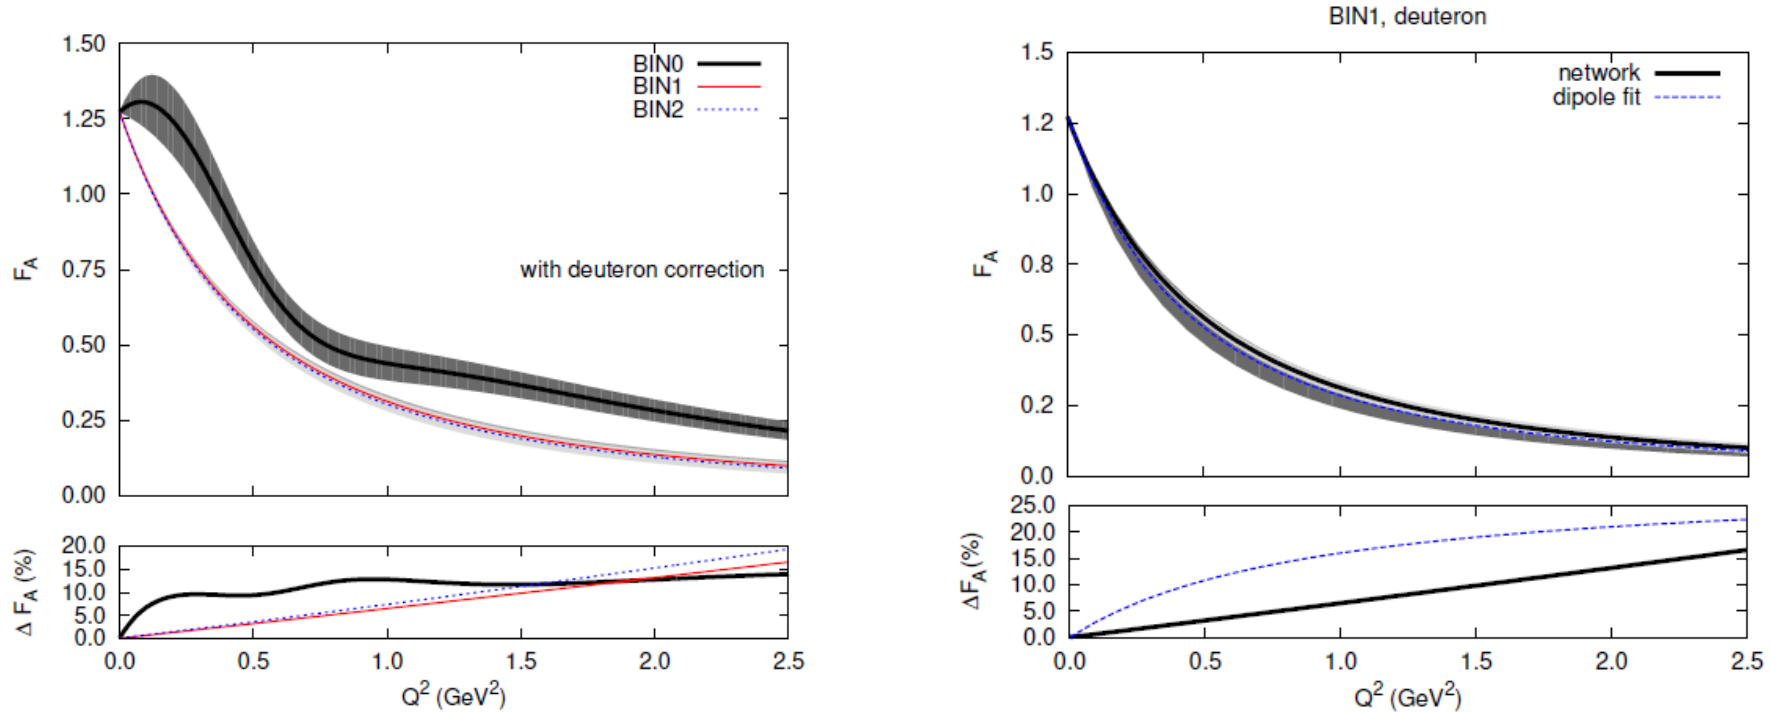 1.50
1.25
1.00
0.75
0.50
0.25
0.00
F_A
BIN0
BIN1
BIN2
with deuteron correction
20.0
15.0
10.0
5.0
0.0
Δ F_A (%)
0.0 0.5 1.0 1.5 2.0 2.5
Q^2 (GeV^2)
BIN1, deuteron
1.5
1.2
1.0
0.8
0.5
0.2
0.0
F_A
network
dipole fit
25.0
20.0
15.0
10.0
5.0
0.0
ΔF_A(%)
0.0 0.5 1.0 1.5 2.0 2.5
Q^2 (GeV^2)